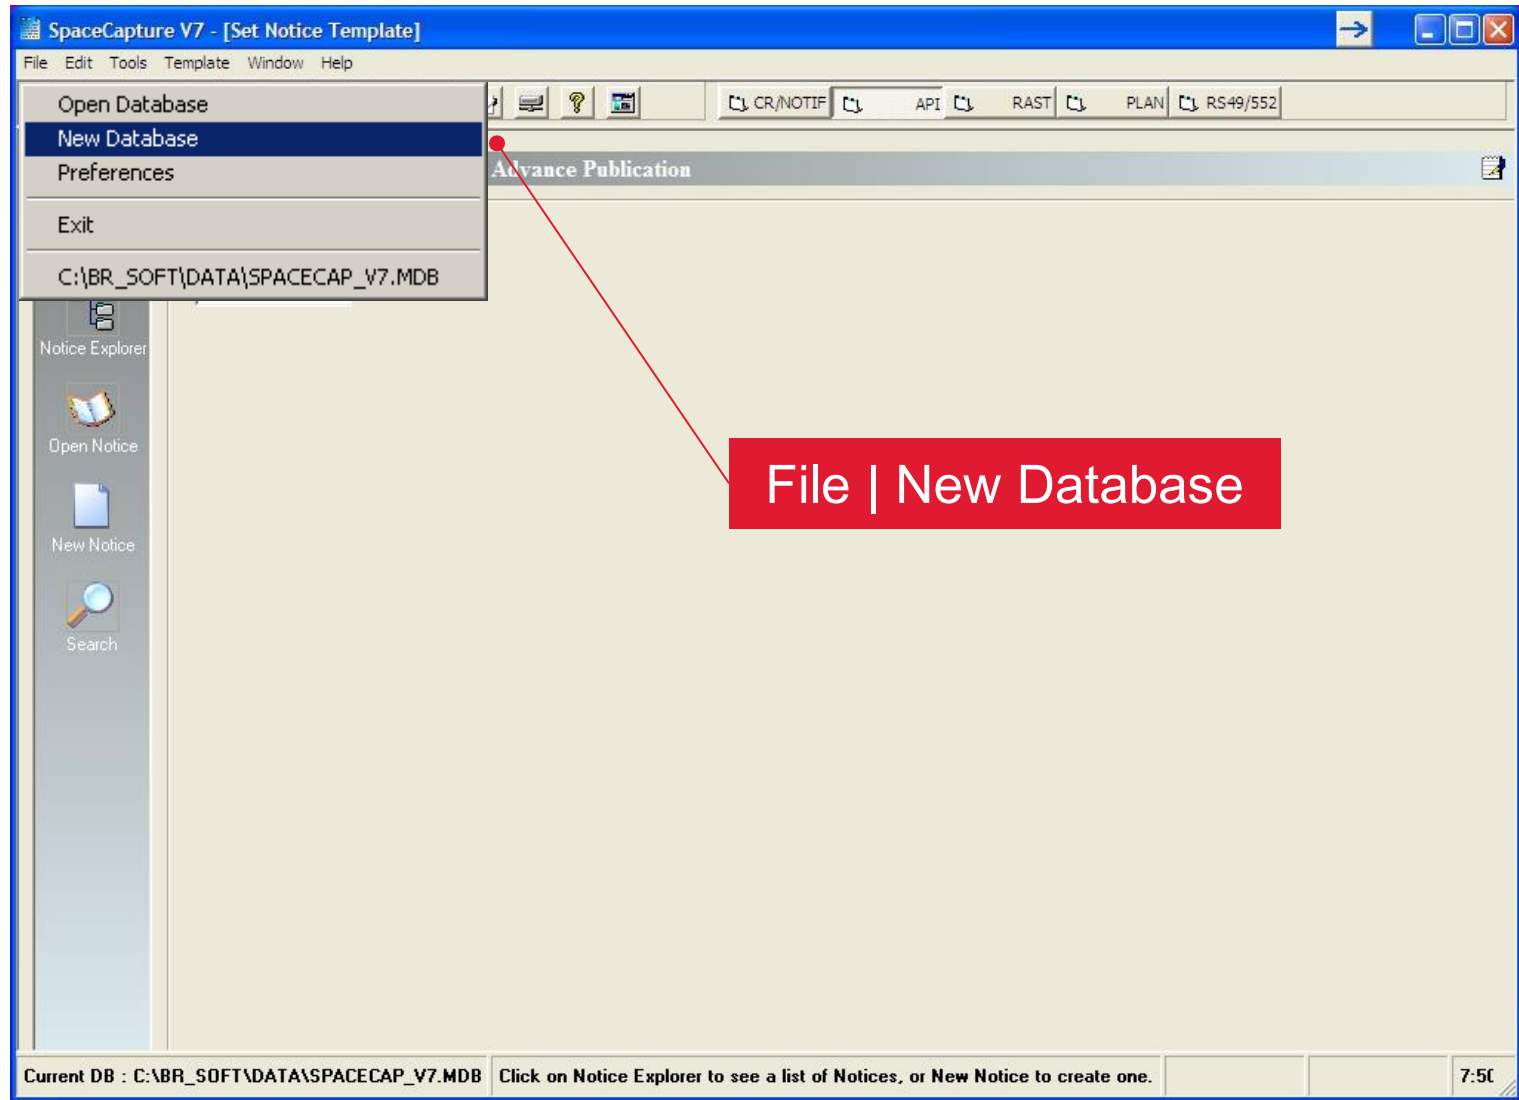 SpaceCapture V7 - [Set Notice Template]
File Edit Tools Template Window Help
Open Database
New Database
Preferences
Exit
C:\BR_SOFT\DATA\SPACECAP_V7.MDB
CR/NOTIF API RAST PLAN RS49/552
Advance Publication
Notice Explorer
Open Notice
New Notice
Search
File | New Database
Current DB : C:\BR_SOFT\DATA\SPACECAP_V7.MDB Click on Notice Explorer to see a list of Notices, or New Notice to create one.